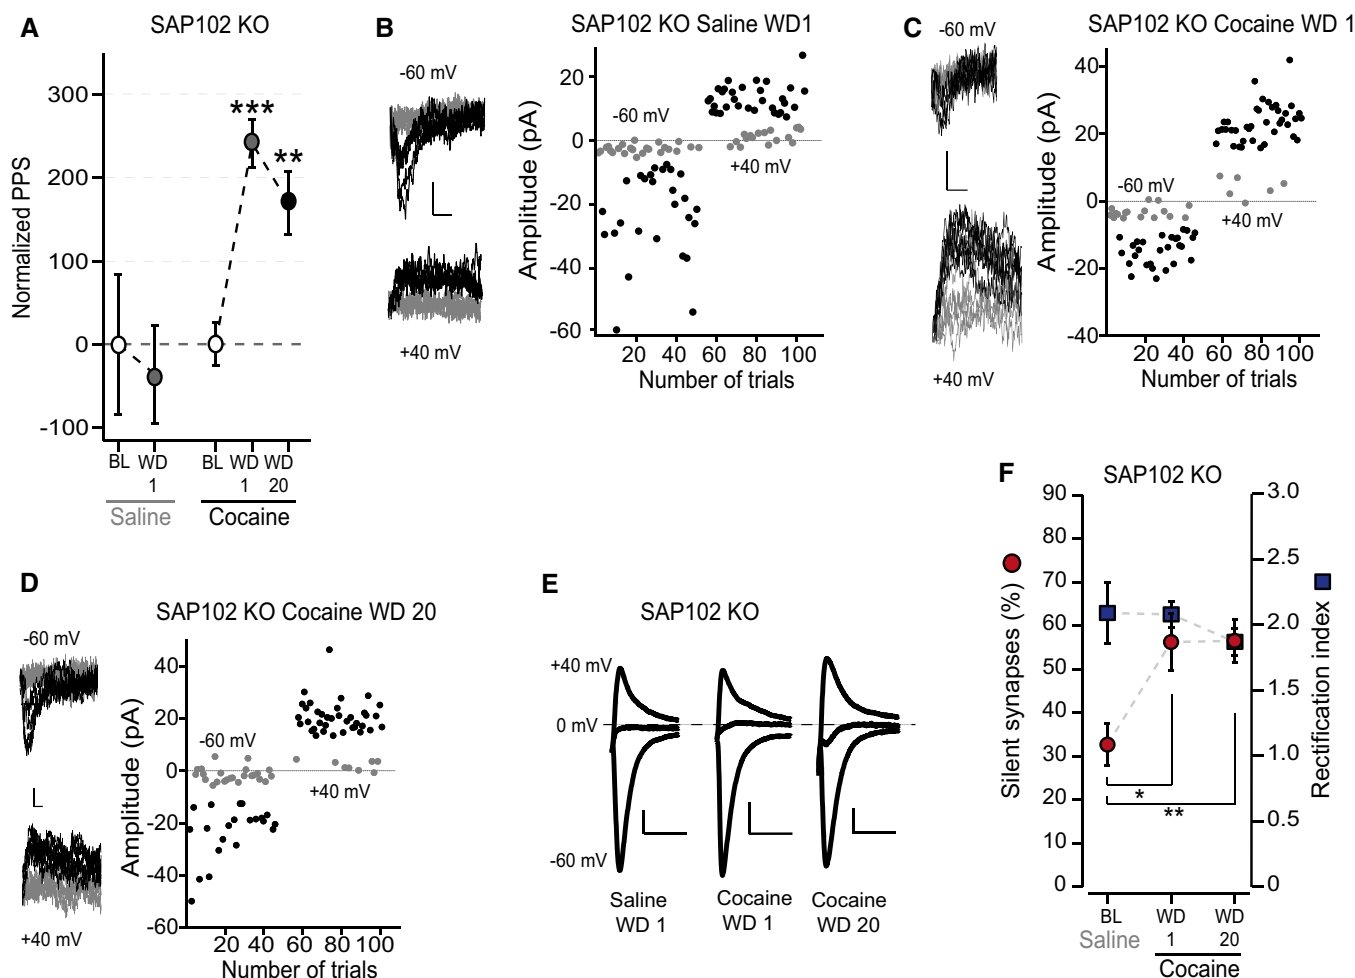 A
SAP102 KO
Normalized PPS
300
200
100
0
-100
***
**
BL WD BL WD WD
1 1 20
Saline Cocaine
B
SAP102 KO Saline WD1
-60 mV
+40 mV
Amplitude (pA)
20
0
-20
-40
-60
-60 mV
+40 mV
20 40 60 80 100
Number of trials
C
SAP102 KO Cocaine WD 1
-60 mV
+40 mV
Amplitude (pA)
40
20
0
-20
-40
-60 mV
+40 mV
20 40 60 80 100
Number of trials
D
SAP102 KO Cocaine WD 20
-60 mV
+40 mV
Amplitude (pA)
40
20
0
-20
-40
-60
-60 mV
+40 mV
20 40 60 80 100
Number of trials
E
SAP102 KO
+40 mV
0 mV
-60 mV
Saline
WD 1
Cocaine
WD 1
Cocaine
WD 20
F
SAP102 KO
Silent synapses (%)
90
80
70
60
50
40
30
20
10
0
Rectification index
3.0
2.5
2.0
1.5
1.0
0.5
0
*
**
BL WD WD
Saline 1 20
Cocaine